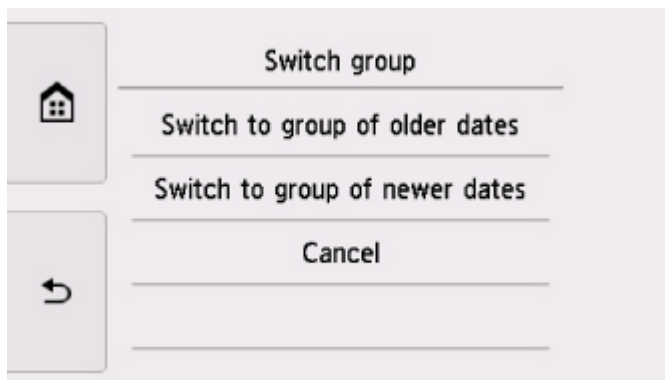 Switch group
Switch to group of older dates
Switch to group of newer dates
Cancel